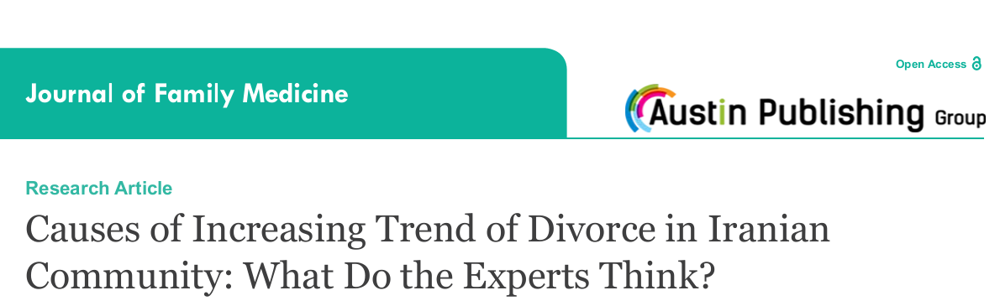 Open Access
Journal of Family Medicine
Austin Publishing Group
Research Article
Causes of Increasing Trend of Divorce in Iranian
Community: What Do the Experts Think?